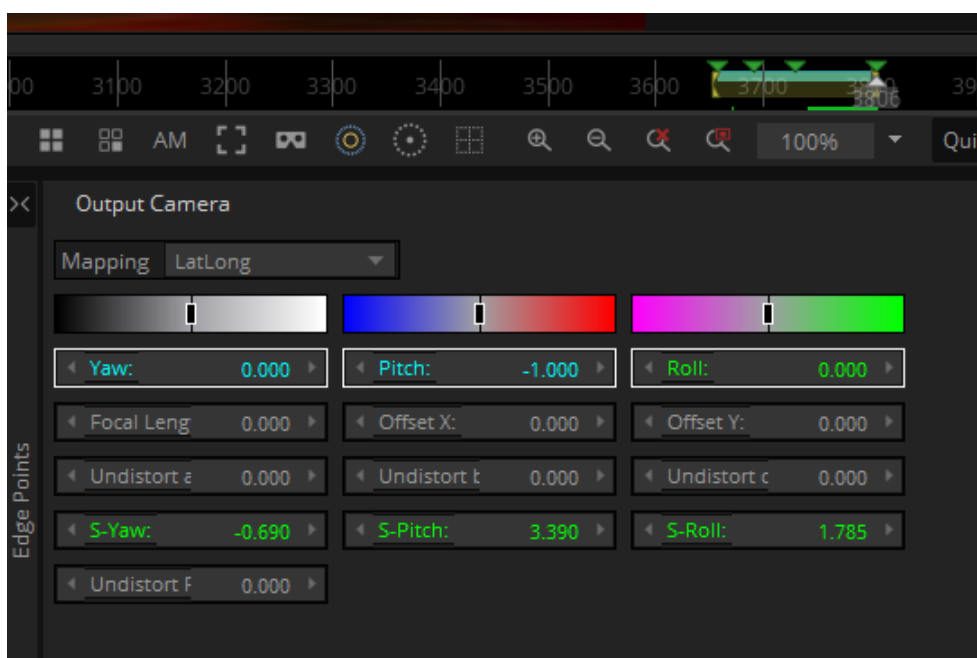 00 3100 3200 3300 3400 3500 3600 3700 39
3806
AM 100% Qui
Output Camera
Mapping LatLong
Yaw: 0.000 Pitch: -1.000 Roll: 0.000
Focal Leng 0.000 Offset X: 0.000 Offset Y: 0.000
Undistort a 0.000 Undistort b 0.000 Undistort c 0.000
S-Yaw: -0.690 S-Pitch: 3.390 S-Roll: 1.785
Undistort F 0.000
Edge Points